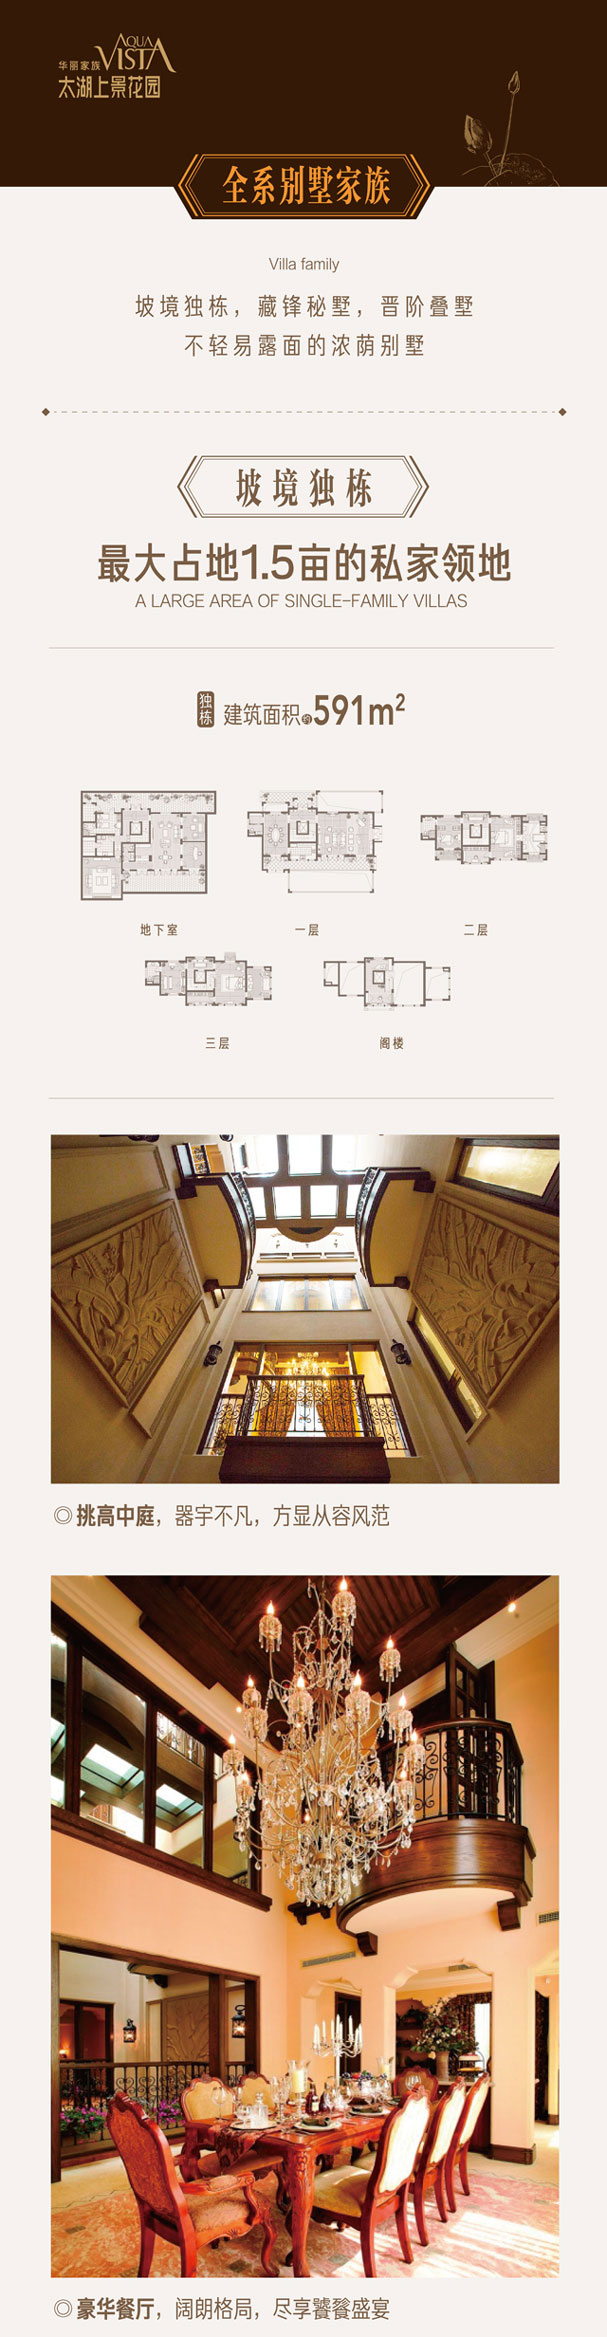 AQUA
华丽家族 VISTA
太湖上景花园
全系别墅家族
Villa family
坡境独栋，藏锋秘墅，晋阶叠墅
不轻易露面的浓荫别墅
坡境独栋
最大占地1.5亩的私家领地
A LARGE AREA OF SINGLE-FAMILY VILLAS
独栋 建筑面积约591m²
地下室 一层 二层
三层 阁楼
◎挑高中庭，器宇不凡，方显从容风范
◎豪华餐厅，阔朗格局，尽享饕餮盛宴